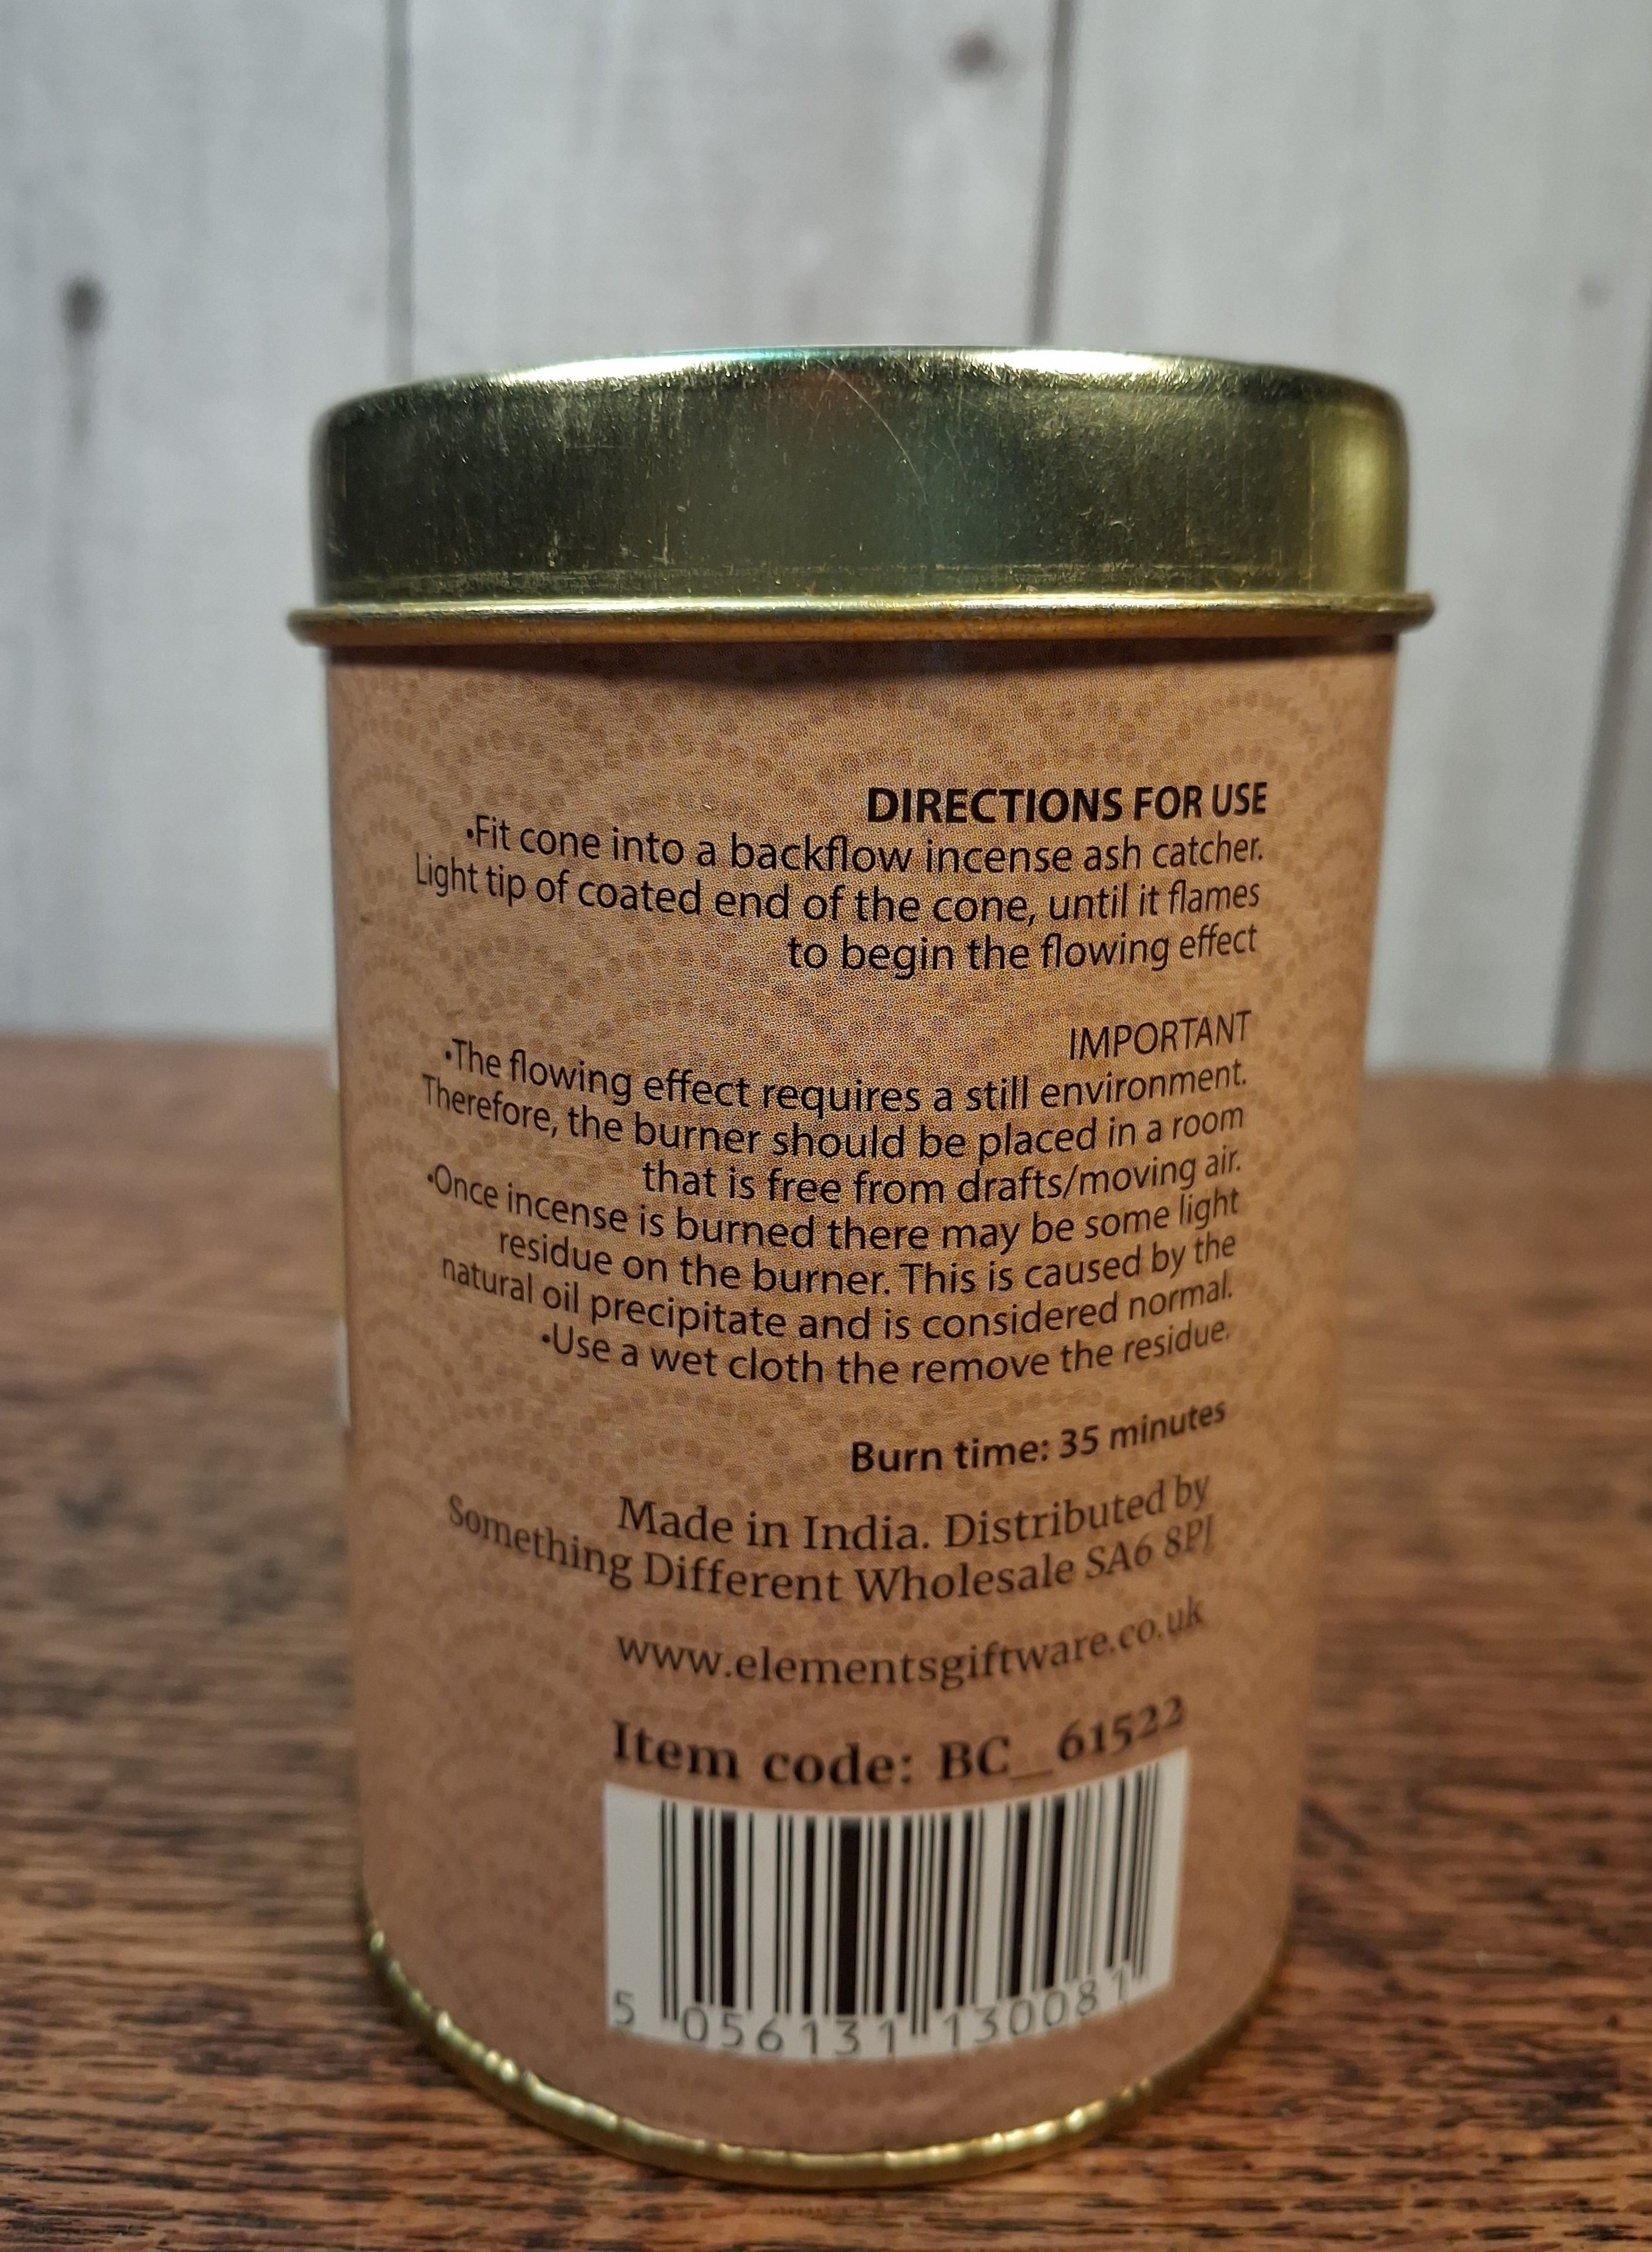 DIRECTIONS FOR USE
•Fit cone into a backflow incense ash catcher.
Light tip of coated end of the cone, until it flames
to begin the flowing effect
IMPORTANT
•The flowing effect requires a still environment.
Therefore, the burner should be placed in a room
that is free from drafts/moving air.
•Once incense is burned there may be some light
residue on the burner. This is caused by the
natural oil precipitate and is considered normal.
•Use a wet cloth the remove the residue.
Burn time: 35 minutes
Made in India. Distributed by
Something Different Wholesale SA6 8PJ
www.elementsgiftware.co.uk
Item code: BC_61522
5 056131 130081